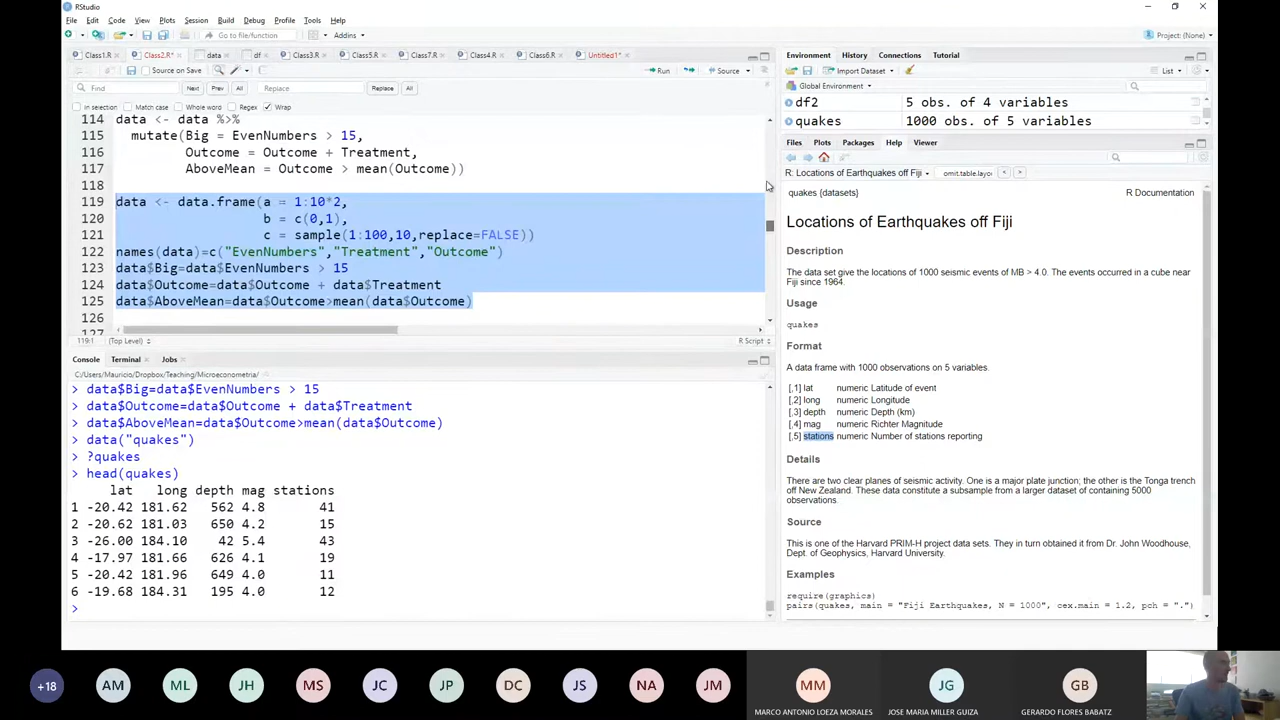 RStudio
File Edit Code View Plots Session Build Debug Profile Tools Help
Go to file/function Addins Project: (None)
Class1.R Class2.R* data df Class3.R Class5.R Class7.R Class4.R Class6.R Untitled1*
Source on Save Run Source
Find Next Prev All Replace Replace All
In selection Match case Whole word Regex Wrap
114 data <- data %>%
115 mutate(Big = EvenNumbers > 15,
116 Outcome = Outcome + Treatment,
117 AboveMean = Outcome > mean(Outcome))
118
119 data <- data.frame(a = 1:10*2,
120 b = c(0,1),
121 c = sample(1:100,10,replace=FALSE))
122 names(data)=c("EvenNumbers","Treatment","Outcome")
123 data$Big=data$EvenNumbers > 15
124 data$Outcome=data$Outcome + data$Treatment
125 data$AboveMean=data$Outcome>mean(data$Outcome)
126
127
119:1 (Top Level) R Script
Console Terminal Jobs
C:/Users/Mauricio/Dropbox/Teaching/Microeconometria/
> data$Big=data$EvenNumbers > 15
> data$Outcome=data$Outcome + data$Treatment
> data$AboveMean=data$Outcome>mean(data$Outcome)
> data("quakes")
> ?quakes
> head(quakes)
lat long depth mag stations
1 -20.42 181.62 562 4.8 41
2 -20.62 181.03 650 4.2 15
3 -26.00 184.10 42 5.4 43
4 -17.97 181.66 626 4.1 19
5 -20.42 181.96 649 4.0 11
6 -19.68 184.31 195 4.0 12
>
Environment History Connections Tutorial
Import Dataset List
Global Environment
df2 5 obs. of 4 variables
quakes 1000 obs. of 5 variables
Files Plots Packages Help Viewer
R: Locations of Earthquakes off Fiji omit.table.layo
quakes {datasets} R Documentation
Locations of Earthquakes off Fiji
Description
The data set give the locations of 1000 seismic events of MB > 4.0. The events occurred in a cube near
Fiji since 1964.
Usage
quakes
Format
A data frame with 1000 observations on 5 variables.
[,1] lat numeric Latitude of event
[,2] long numeric Longitude
[,3] depth numeric Depth (km)
[,4] mag numeric Richter Magnitude
[,5] stations numeric Number of stations reporting
Details
There are two clear planes of seismic activity. One is a major plate junction; the other is the Tonga trench
off New Zealand. These data constitute a subsample from a larger dataset of containing 5000
observations.
Source
This is one of the Harvard PRIM-H project data sets. They in turn obtained it from Dr. John Woodhouse,
Dept. of Geophysics, Harvard University.
Examples
require(graphics)
pairs(quakes, main = "Fiji Earthquakes, N = 1000", cex.main = 1.2, pch = ".")
+18 AM ML JH MS JC JP DC JS NA JM MM JG GB
MARCO ANTONIO LOEZA MORALES JOSE MARIA MILLER GUIZA GERARDO FLORES BABATZ